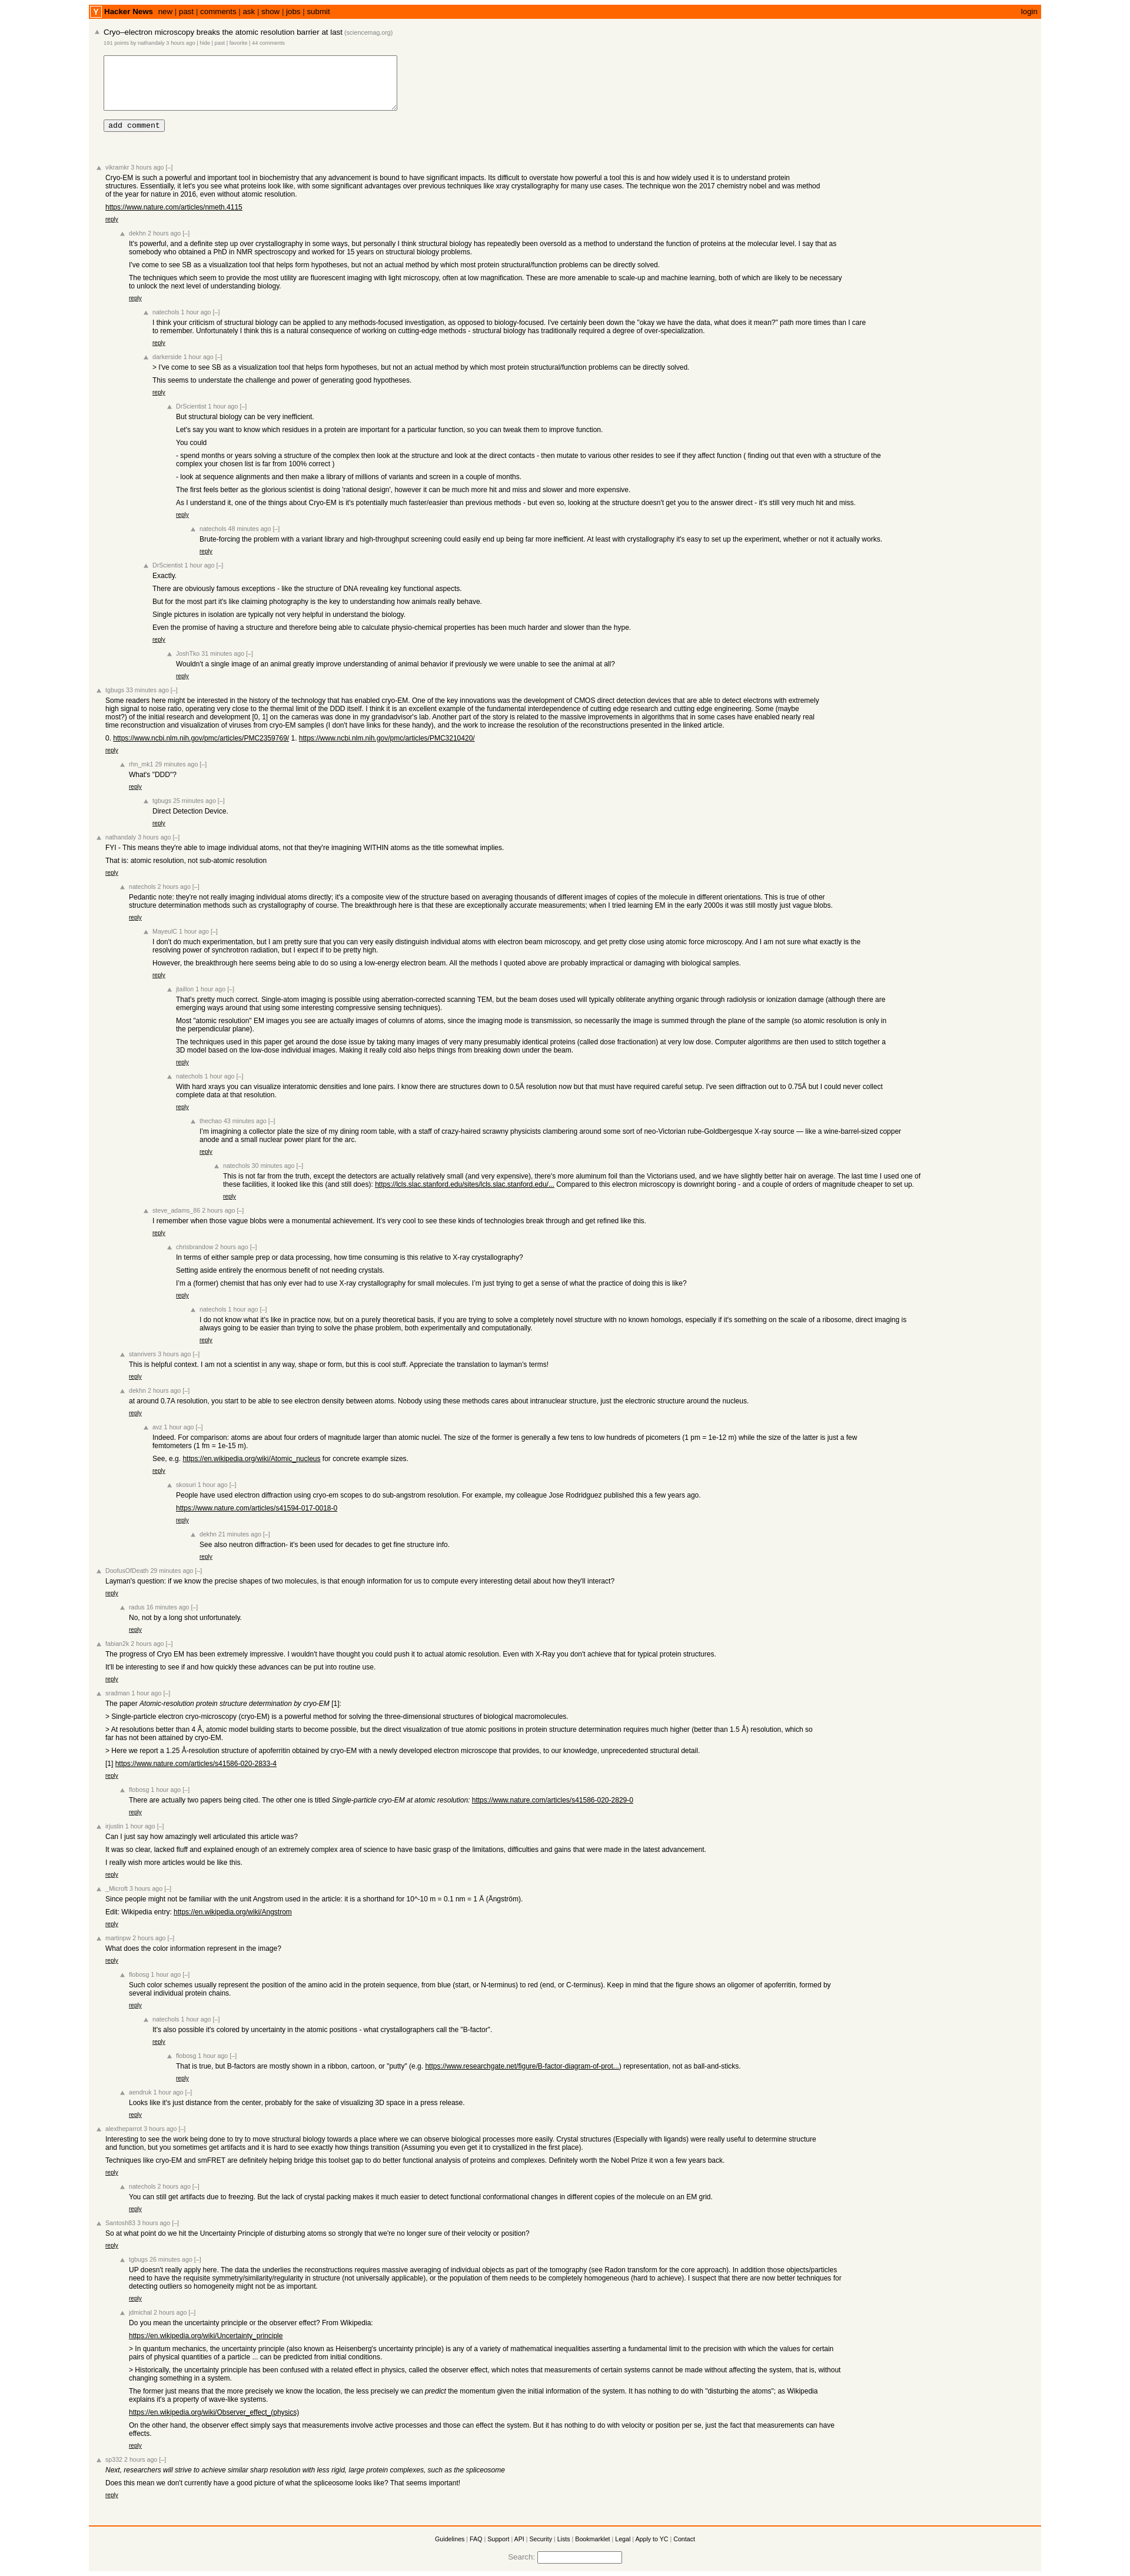 Y Hacker News new | past | comments | ask | show | jobs | submit login
Cryo–electron microscopy breaks the atomic resolution barrier at last (sciencemag.org)
161 points by nathandaly 3 hours ago | hide | past | favorite | 44 comments
add comment
vikramkr 3 hours ago [–]
Cryo-EM is such a powerful and important tool in biochemistry that any advancement is bound to have significant impacts. Its difficult to overstate how powerful a tool this is and how widely used it is to understand protein
structures. Essentially, it let's you see what proteins look like, with some significant advantages over previous techniques like xray crystallography for many use cases. The technique won the 2017 chemistry nobel and was method
of the year for nature in 2016, even without atomic resolution.
https://www.nature.com/articles/nmeth.4115
reply
dekhn 2 hours ago [–]
It's powerful, and a definite step up over crystallography in some ways, but personally I think structural biology has repeatedly been oversold as a method to understand the function of proteins at the molecular level. I say that as
somebody who obtained a PhD in NMR spectroscopy and worked for 15 years on structural biology problems.
I've come to see SB as a visualization tool that helps form hypotheses, but not an actual method by which most protein structural/function problems can be directly solved.
The techniques which seem to provide the most utility are fluorescent imaging with light microscopy, often at low magnification. These are more amenable to scale-up and machine learning, both of which are likely to be necessary
to unlock the next level of understanding biology.
reply
natechols 1 hour ago [–]
I think your criticism of structural biology can be applied to any methods-focused investigation, as opposed to biology-focused. I've certainly been down the "okay we have the data, what does it mean?" path more times than I care
to remember. Unfortunately I think this is a natural consequence of working on cutting-edge methods - structural biology has traditionally required a degree of over-specialization.
reply
darkerside 1 hour ago [–]
> I've come to see SB as a visualization tool that helps form hypotheses, but not an actual method by which most protein structural/function problems can be directly solved.
This seems to understate the challenge and power of generating good hypotheses.
reply
DrScientist 1 hour ago [–]
But structural biology can be very inefficient.
Let's say you want to know which residues in a protein are important for a particular function, so you can tweak them to improve function.
You could
- spend months or years solving a structure of the complex then look at the structure and look at the direct contacts - then mutate to various other resides to see if they affect function ( finding out that even with a structure of the
complex your chosen list is far from 100% correct )
- look at sequence alignments and then make a library of millions of variants and screen in a couple of months.
The first feels better as the glorious scientist is doing 'rational design', however it can be much more hit and miss and slower and more expensive.
As I understand it, one of the things about Cryo-EM is it's potentially much faster/easier than previous methods - but even so, looking at the structure doesn't get you to the answer direct - it's still very much hit and miss.
reply
natechols 48 minutes ago [–]
Brute-forcing the problem with a variant library and high-throughput screening could easily end up being far more inefficient. At least with crystallography it's easy to set up the experiment, whether or not it actually works.
reply
DrScientist 1 hour ago [–]
Exactly.
There are obviously famous exceptions - like the structure of DNA revealing key functional aspects.
But for the most part it's like claiming photography is the key to understanding how animals really behave.
Single pictures in isolation are typically not very helpful in understand the biology.
Even the promise of having a structure and therefore being able to calculate physio-chemical properties has been much harder and slower than the hype.
reply
JoshTko 31 minutes ago [–]
Wouldn't a single image of an animal greatly improve understanding of animal behavior if previously we were unable to see the animal at all?
reply
tgbugs 33 minutes ago [–]
Some readers here might be interested in the history of the technology that has enabled cryo-EM. One of the key innovations was the development of CMOS direct detection devices that are able to detect electrons with extremely
high signal to noise ratio, operating very close to the thermal limit of the DDD itself. I think it is an excellent example of the fundamental interdependence of cutting edge research and cutting edge engineering. Some (maybe
most?) of the initial research and development [0, 1] on the cameras was done in my grandadvisor's lab. Another part of the story is related to the massive improvements in algorithms that in some cases have enabled nearly real
time reconstruction and visualization of viruses from cryo-EM samples (I don't have links for these handy), and the work to increase the resolution of the reconstructions presented in the linked article.
0. https://www.ncbi.nlm.nih.gov/pmc/articles/PMC2359769/ 1. https://www.ncbi.nlm.nih.gov/pmc/articles/PMC3210420/
reply
rhn_mk1 29 minutes ago [–]
What's "DDD"?
reply
tgbugs 25 minutes ago [–]
Direct Detection Device.
reply
nathandaly 3 hours ago [–]
FYI - This means they're able to image individual atoms, not that they're imagining WITHIN atoms as the title somewhat implies.
That is: atomic resolution, not sub-atomic resolution
reply
natechols 2 hours ago [–]
Pedantic note: they're not really imaging individual atoms directly; it's a composite view of the structure based on averaging thousands of different images of copies of the molecule in different orientations. This is true of other
structure determination methods such as crystallography of course. The breakthrough here is that these are exceptionally accurate measurements; when I tried learning EM in the early 2000s it was still mostly just vague blobs.
reply
MayeulC 1 hour ago [–]
I don't do much experimentation, but I am pretty sure that you can very easily distinguish individual atoms with electron beam microscopy, and get pretty close using atomic force microscopy. And I am not sure what exactly is the
resolving power of synchrotron radiation, but I expect if to be pretty high.
However, the breakthrough here seems being able to do so using a low-energy electron beam. All the methods I quoted above are probably impractical or damaging with biological samples.
reply
jtaillon 1 hour ago [–]
That's pretty much correct. Single-atom imaging is possible using aberration-corrected scanning TEM, but the beam doses used will typically obliterate anything organic through radiolysis or ionization damage (although there are
emerging ways around that using some interesting compressive sensing techniques).
Most "atomic resolution" EM images you see are actually images of columns of atoms, since the imaging mode is transmission, so necessarily the image is summed through the plane of the sample (so atomic resolution is only in
the perpendicular plane).
The techniques used in this paper get around the dose issue by taking many images of very many presumably identical proteins (called dose fractionation) at very low dose. Computer algorithms are then used to stitch together a
3D model based on the low-dose individual images. Making it really cold also helps things from breaking down under the beam.
reply
natechols 1 hour ago [–]
With hard xrays you can visualize interatomic densities and lone pairs. I know there are structures down to 0.5Å resolution now but that must have required careful setup. I've seen diffraction out to 0.75Å but I could never collect
complete data at that resolution.
reply
thechao 43 minutes ago [–]
I'm imagining a collector plate the size of my dining room table, with a staff of crazy-haired scrawny physicists clambering around some sort of neo-Victorian rube-Goldbergesque X-ray source — like a wine-barrel-sized copper
anode and a small nuclear power plant for the arc.
reply
natechols 30 minutes ago [–]
This is not far from the truth, except the detectors are actually relatively small (and very expensive), there's more aluminum foil than the Victorians used, and we have slightly better hair on average. The last time I used one of
these facilities, it looked like this (and still does): https://lcls.slac.stanford.edu/sites/lcls.slac.stanford.edu/... Compared to this electron microscopy is downright boring - and a couple of orders of magnitude cheaper to set up.
reply
steve_adams_86 2 hours ago [–]
I remember when those vague blobs were a monumental achievement. It's very cool to see these kinds of technologies break through and get refined like this.
reply
chrisbrandow 2 hours ago [–]
In terms of either sample prep or data processing, how time consuming is this relative to X-ray crystallography?
Setting aside entirely the enormous benefit of not needing crystals.
I'm a (former) chemist that has only ever had to use X-ray crystallography for small molecules. I'm just trying to get a sense of what the practice of doing this is like?
reply
natechols 1 hour ago [–]
I do not know what it's like in practice now, but on a purely theoretical basis, if you are trying to solve a completely novel structure with no known homologs, especially if it's something on the scale of a ribosome, direct imaging is
always going to be easier than trying to solve the phase problem, both experimentally and computationally.
reply
stanrivers 3 hours ago [–]
This is helpful context. I am not a scientist in any way, shape or form, but this is cool stuff. Appreciate the translation to layman's terms!
reply
dekhn 2 hours ago [–]
at around 0.7A resolution, you start to be able to see electron density between atoms. Nobody using these methods cares about intranuclear structure, just the electronic structure around the nucleus.
reply
avz 1 hour ago [–]
Indeed. For comparison: atoms are about four orders of magnitude larger than atomic nuclei. The size of the former is generally a few tens to low hundreds of picometers (1 pm = 1e-12 m) while the size of the latter is just a few
femtometers (1 fm = 1e-15 m).
See, e.g. https://en.wikipedia.org/wiki/Atomic_nucleus for concrete example sizes.
reply
skosuri 1 hour ago [–]
People have used electron diffraction using cryo-em scopes to do sub-angstrom resolution. For example, my colleague Jose Rodridguez published this a few years ago.
https://www.nature.com/articles/s41594-017-0018-0
reply
dekhn 21 minutes ago [–]
See also neutron diffraction- it's been used for decades to get fine structure info.
reply
DoofusOfDeath 29 minutes ago [–]
Layman's question: if we know the precise shapes of two molecules, is that enough information for us to compute every interesting detail about how they'll interact?
reply
radus 16 minutes ago [–]
No, not by a long shot unfortunately.
reply
fabian2k 2 hours ago [–]
The progress of Cryo EM has been extremely impressive. I wouldn't have thought you could push it to actual atomic resolution. Even with X-Ray you don't achieve that for typical protein structures.
It'll be interesting to see if and how quickly these advances can be put into routine use.
reply
sradman 1 hour ago [–]
The paper Atomic-resolution protein structure determination by cryo-EM [1]:
> Single-particle electron cryo-microscopy (cryo-EM) is a powerful method for solving the three-dimensional structures of biological macromolecules.
> At resolutions better than 4 Å, atomic model building starts to become possible, but the direct visualization of true atomic positions in protein structure determination requires much higher (better than 1.5 Å) resolution, which so
far has not been attained by cryo-EM.
> Here we report a 1.25 Å-resolution structure of apoferritin obtained by cryo-EM with a newly developed electron microscope that provides, to our knowledge, unprecedented structural detail.
[1] https://www.nature.com/articles/s41586-020-2833-4
reply
flobosg 1 hour ago [–]
There are actually two papers being cited. The other one is titled Single-particle cryo-EM at atomic resolution: https://www.nature.com/articles/s41586-020-2829-0
reply
irjustin 1 hour ago [–]
Can I just say how amazingly well articulated this article was?
It was so clear, lacked fluff and explained enough of an extremely complex area of science to have basic grasp of the limitations, difficulties and gains that were made in the latest advancement.
I really wish more articles would be like this.
reply
_Microft 3 hours ago [–]
Since people might not be familiar with the unit Angstrom used in the article: it is a shorthand for 10^-10 m = 0.1 nm = 1 Å (Ångström).
Edit: Wikipedia entry: https://en.wikipedia.org/wiki/Angstrom
reply
martinpw 2 hours ago [–]
What does the color information represent in the image?
reply
flobosg 1 hour ago [–]
Such color schemes usually represent the position of the amino acid in the protein sequence, from blue (start, or N-terminus) to red (end, or C-terminus). Keep in mind that the figure shows an oligomer of apoferritin, formed by
several individual protein chains.
reply
natechols 1 hour ago [–]
It's also possible it's colored by uncertainty in the atomic positions - what crystallographers call the "B-factor".
reply
flobosg 1 hour ago [–]
That is true, but B-factors are mostly shown in a ribbon, cartoon, or "putty" (e.g. https://www.researchgate.net/figure/B-factor-diagram-of-prot...) representation, not as ball-and-sticks.
reply
aendruk 1 hour ago [–]
Looks like it's just distance from the center, probably for the sake of visualizing 3D space in a press release.
reply
alextheparrot 3 hours ago [–]
Interesting to see the work being done to try to move structural biology towards a place where we can observe biological processes more easily. Crystal structures (Especially with ligands) were really useful to determine structure
and function, but you sometimes get artifacts and it is hard to see exactly how things transition (Assuming you even get it to crystallized in the first place).
Techniques like cryo-EM and smFRET are definitely helping bridge this toolset gap to do better functional analysis of proteins and complexes. Definitely worth the Nobel Prize it won a few years back.
reply
natechols 2 hours ago [–]
You can still get artifacts due to freezing. But the lack of crystal packing makes it much easier to detect functional conformational changes in different copies of the molecule on an EM grid.
reply
Santosh83 3 hours ago [–]
So at what point do we hit the Uncertainty Principle of disturbing atoms so strongly that we're no longer sure of their velocity or position?
reply
tgbugs 26 minutes ago [–]
UP doesn't really apply here. The data the underlies the reconstructions requires massive averaging of individual objects as part of the tomography (see Radon transform for the core approach). In addition those objects/particles
need to have the requisite symmetry/similarity/regularity in structure (not universally applicable), or the population of them needs to be completely homogeneous (hard to achieve). I suspect that there are now better techniques for
detecting outliers so homogeneity might not be as important.
reply
jdmichal 2 hours ago [–]
Do you mean the uncertainty principle or the observer effect? From Wikipedia:
https://en.wikipedia.org/wiki/Uncertainty_principle
> In quantum mechanics, the uncertainty principle (also known as Heisenberg's uncertainty principle) is any of a variety of mathematical inequalities asserting a fundamental limit to the precision with which the values for certain
pairs of physical quantities of a particle ... can be predicted from initial conditions.
> Historically, the uncertainty principle has been confused with a related effect in physics, called the observer effect, which notes that measurements of certain systems cannot be made without affecting the system, that is, without
changing something in a system.
The former just means that the more precisely we know the location, the less precisely we can predict the momentum given the initial information of the system. It has nothing to do with "disturbing the atoms"; as Wikipedia
explains it's a property of wave-like systems.
https://en.wikipedia.org/wiki/Observer_effect_(physics)
On the other hand, the observer effect simply says that measurements involve active processes and those can effect the system. But it has nothing to do with velocity or position per se, just the fact that measurements can have
effects.
reply
sp332 2 hours ago [–]
Next, researchers will strive to achieve similar sharp resolution with less rigid, large protein complexes, such as the spliceosome
Does this mean we don't currently have a good picture of what the spliceosome looks like? That seems important!
reply
Guidelines | FAQ | Support | API | Security | Lists | Bookmarklet | Legal | Apply to YC | Contact
Search: